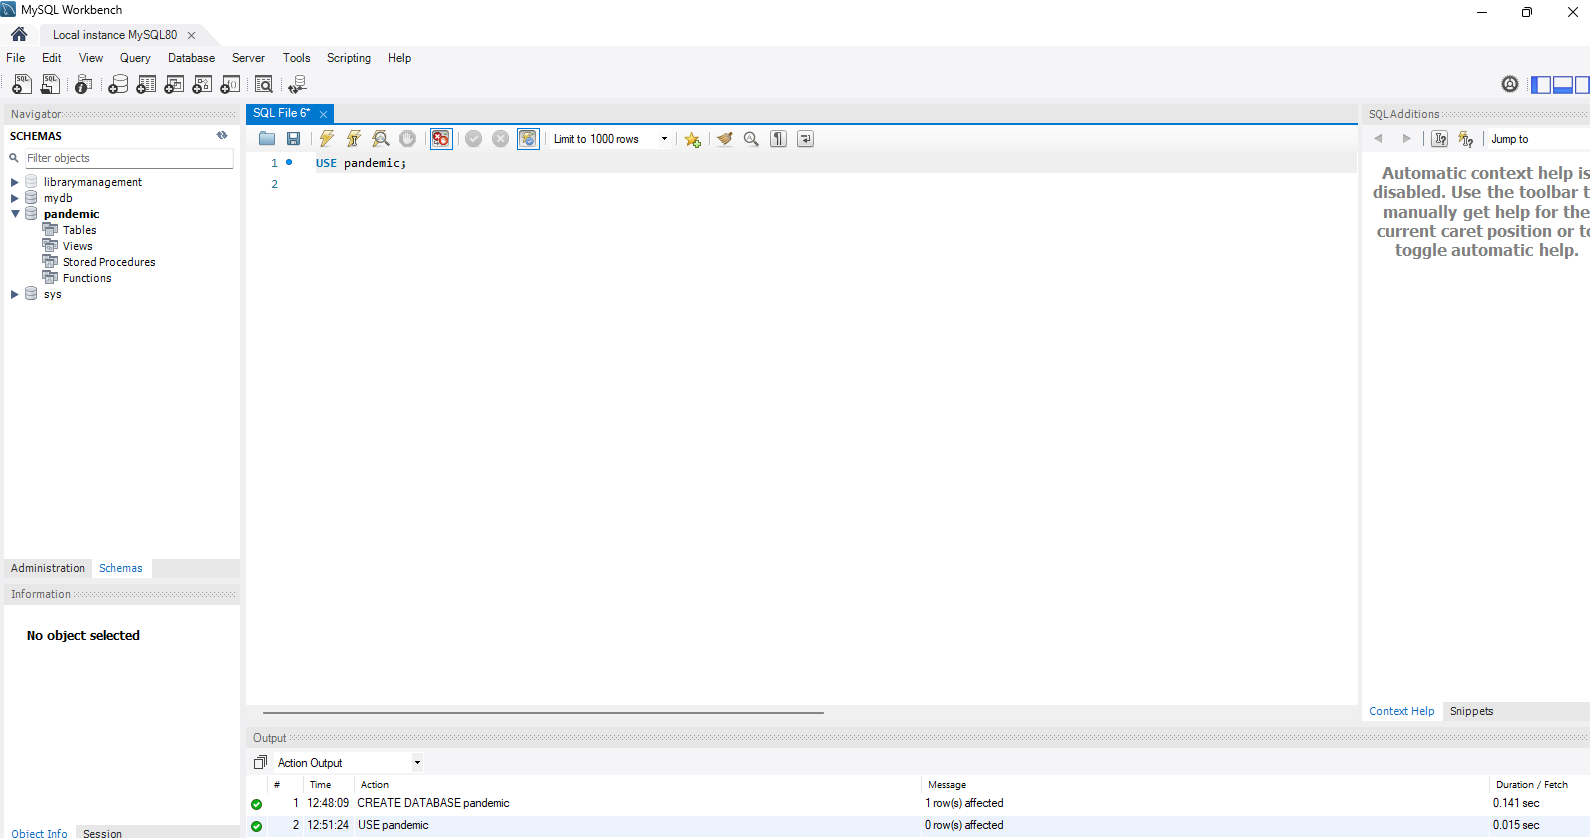 MySQL Workbench
Local instance MySQL80
File Edit View Query Database Server Tools Scripting Help
Navigator
SCHEMAS
Filter objects
librarymanagement
mydb
pandemic
Tables
Views
Stored Procedures
Functions
sys
Administration Schemas
Information
No object selected
Object Info Session
SQL File 6*
Limit to 1000 rows
1 USE pandemic;
2
SQLAdditions
Jump to
Automatic context help is
disabled. Use the toolbar t
manually get help for the
current caret position or to
toggle automatic help.
Context Help Snippets
Output
Action Output
# Time Action Message Duration / Fetch
1 12:48:09 CREATE DATABASE pandemic 1 row(s) affected 0.141 sec
2 12:51:24 USE pandemic 0 row(s) affected 0.015 sec